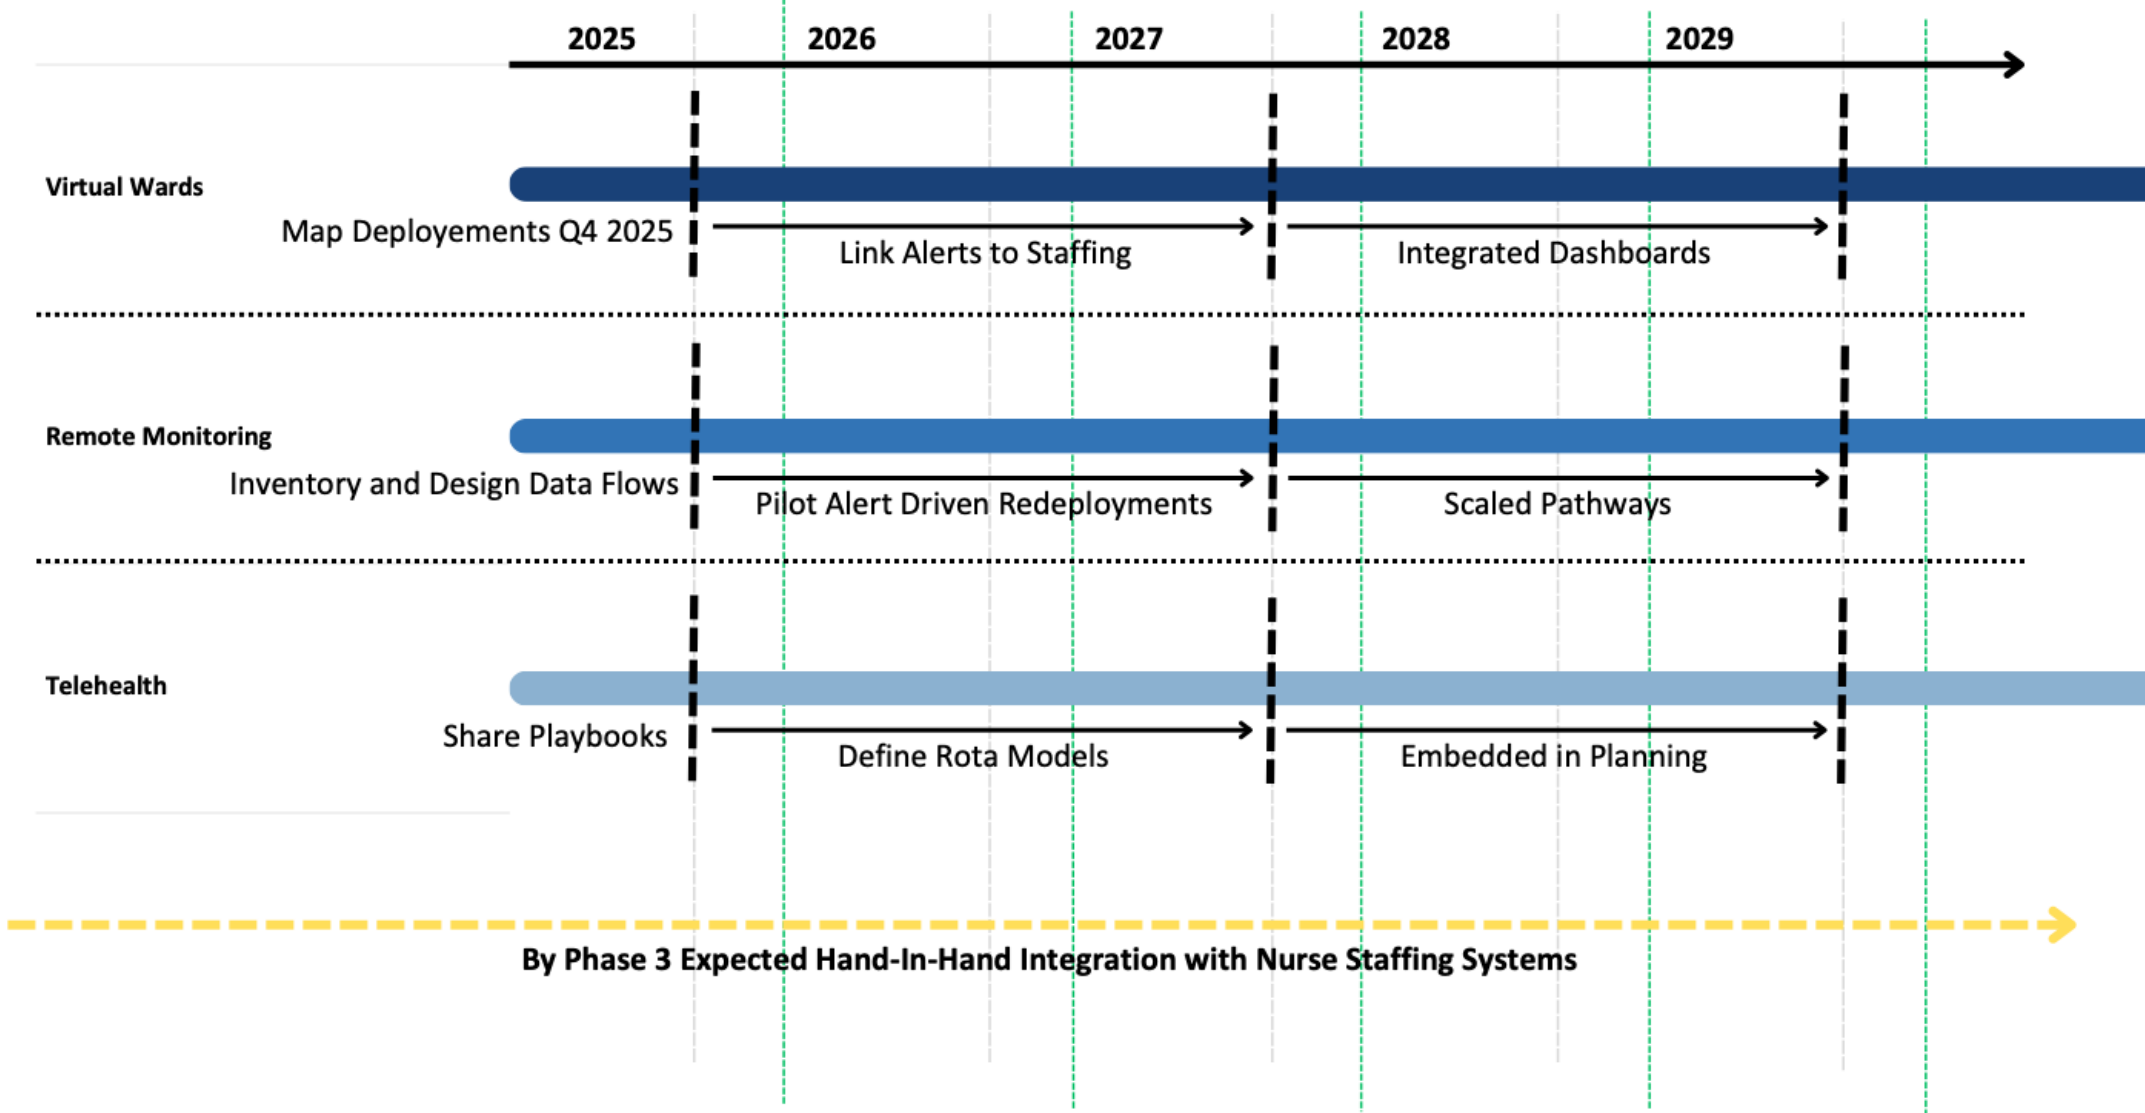 2025 2026 2027 2028 2029
Virtual Wards
Map Deployements Q4 2025
Link Alerts to Staffing
Integrated Dashboards
Remote Monitoring
Inventory and Design Data Flows
Pilot Alert Driven Redeployments
Scaled Pathways
Telehealth
Share Playbooks
Define Rota Models
Embedded in Planning
By Phase 3 Expected Hand-In-Hand Integration with Nurse Staffing Systems